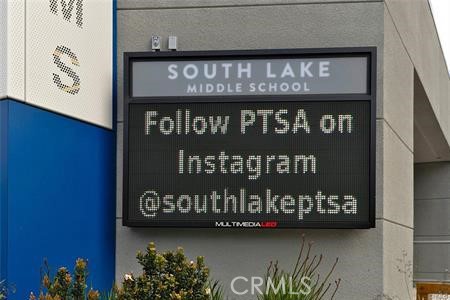 M
S
SOUTH LAKE
MIDDLE SCHOOL
Follow PTSA on
Instagram
@southlakeptsa
MULTIMEDIALED
CRMLS